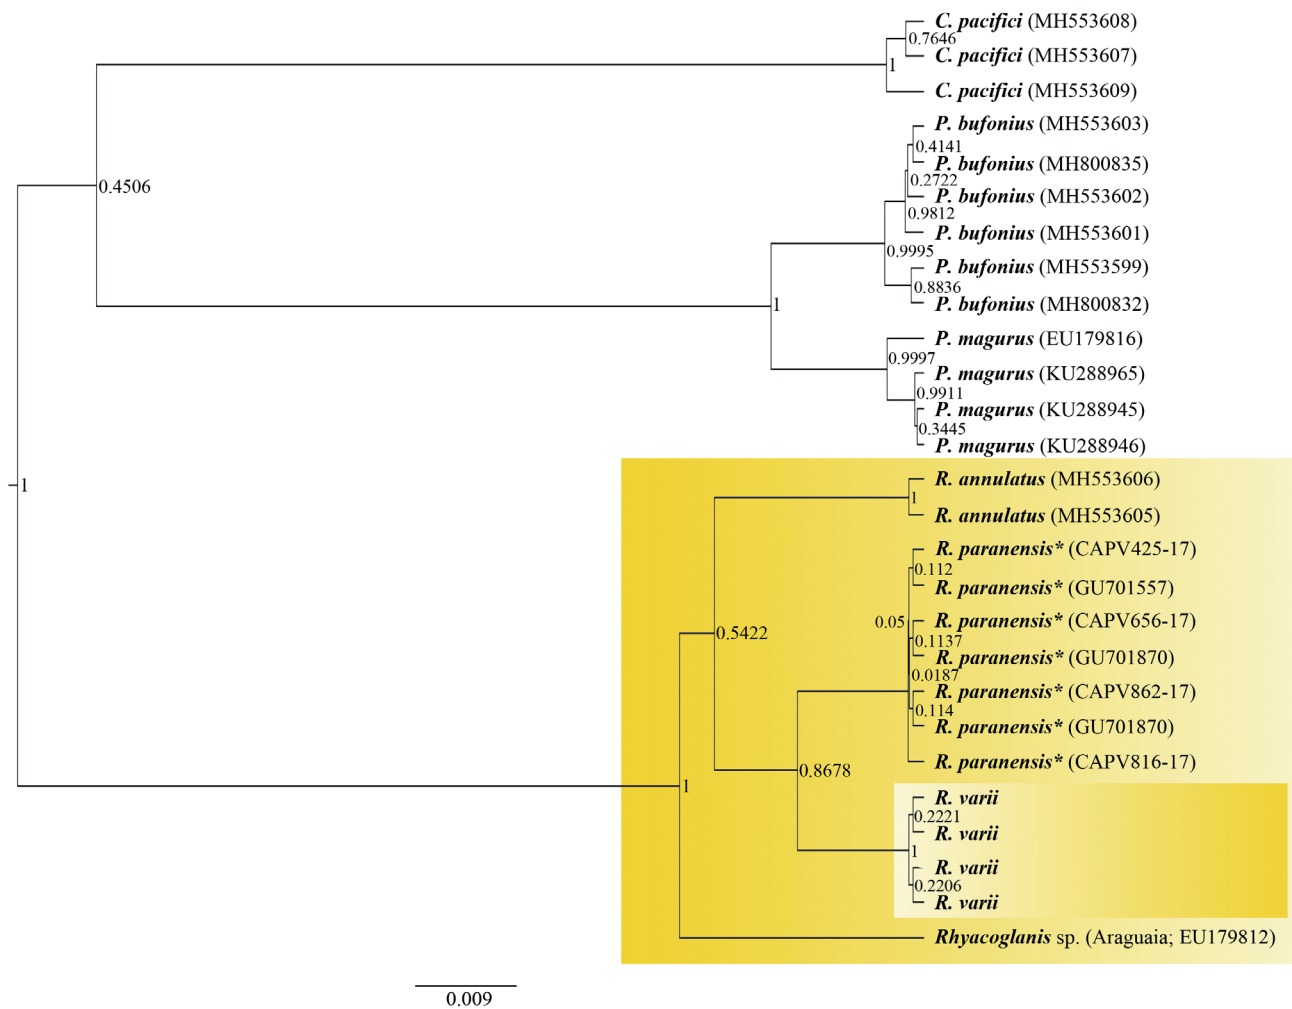 C. pacifici (MH553608)
0.7646
C. pacifici (MH553607)
1
C. pacifici (MH553609)
P. bufonius (MH553603)
0.4141
P. bufonius (MH800835)
0.2722
0.4506
P. bufonius (MH553602)
0.9812
P. bufonius (MH553601)
0.9995
P. bufonius (MH553599)
0.8836
P. bufonius (MH800832)
1
P. magurus (EU179816)
0.9997
P. magurus (KU288965)
0.9911
P. magurus (KU288945)
0.3445
P. magurus (KU288946)
R. annulatus (MH553606)
1
1
R. annulatus (MH553605)
R. paranensis* (CAPV425-17)
0.112
R. paranensis* (GU701557)
0.05
R. paranensis* (CAPV656-17)
0.5422
0.1137
R. paranensis* (GU701870)
0.0187
R. paranensis* (CAPV862-17)
0.114
R. paranensis* (GU701870)
R. paranensis* (CAPV816-17)
0.8678
1
R. varii
0.2221
R. varii
1
R. varii
0.2206
R. varii
Rhyacoglanis sp. (Araguaia; EU179812)
0.009